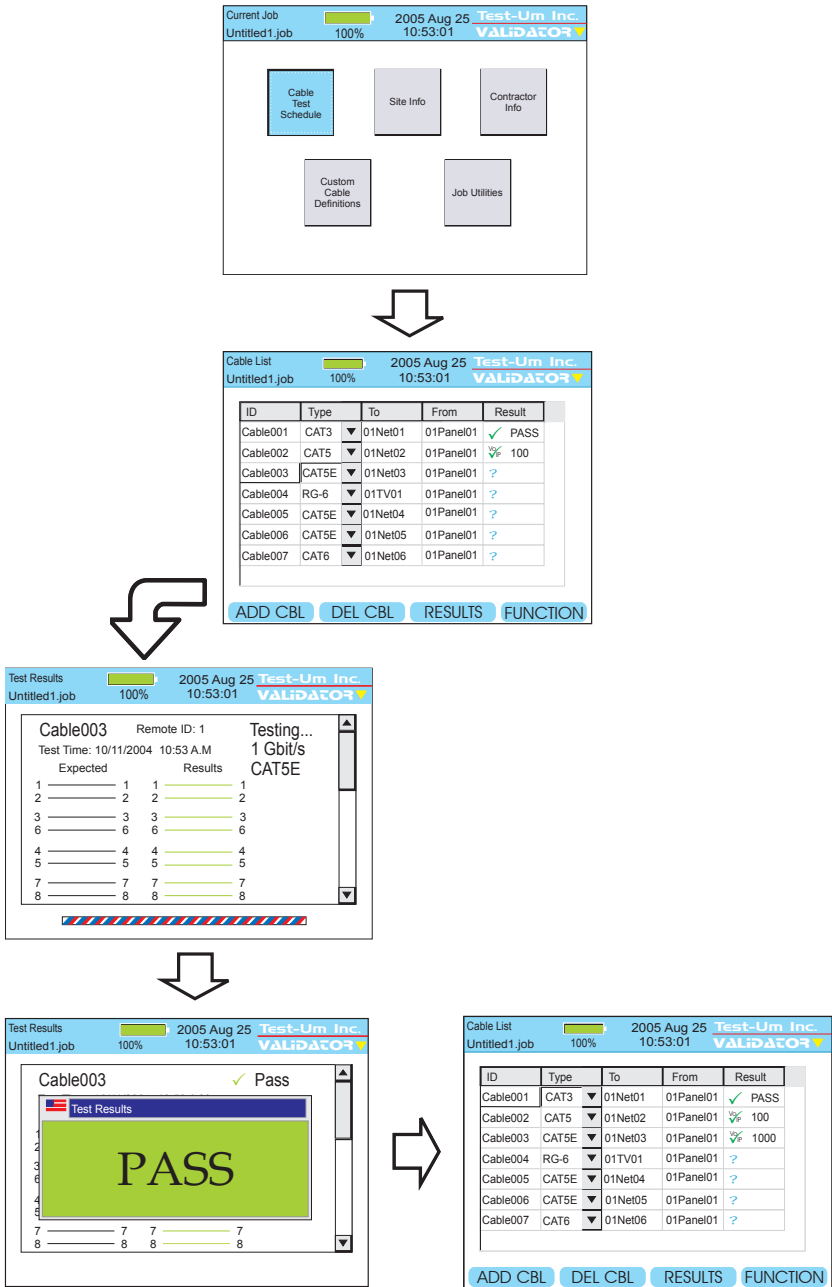 Current Job
2005 Aug 25 Test-Um Inc.
Untitled1.job 100% 10:53:01 VALiDATOR
Cable
Test
Schedule
Site Info
Contractor
Info
Custom
Cable
Definitions
Job Utilities
Cable List
2005 Aug 25 Test-Um Inc.
Untitled1.job 100% 10:53:01 VALiDATOR
ID Type To From Result
Cable001 CAT3 01Net01 01Panel01 ✓ PASS
Cable002 CAT5 01Net02 01Panel01 VoIP 100
Cable003 CAT5E 01Net03 01Panel01 ?
Cable004 RG-6 01TV01 01Panel01 ?
Cable005 CAT5E 01Net04 01Panel01 ?
Cable006 CAT5E 01Net05 01Panel01 ?
Cable007 CAT6 01Net06 01Panel01 ?
ADD CBL DEL CBL RESULTS FUNCTION
Test Results
2005 Aug 25 Test-Um Inc.
Untitled1.job 100% 10:53:01 VALiDATOR
Cable003 Remote ID: 1 Testing...
Test Time: 10/11/2004 10:53 A.M 1 Gbit/s
Expected Results CAT5E
1 1 1 1
2 2 2 2
3 3 3 3
6 6 6 6
4 4 4 4
5 5 5 5
7 7 7 7
8 8 8 8
Test Results
2005 Aug 25 Test-Um Inc.
Untitled1.job 100% 10:53:01 VALiDATOR
Cable003 ✓ Pass
Test Results
PASS
7 7 7 7
8 8 8 8
Cable List
2005 Aug 25 Test-Um Inc.
Untitled1.job 100% 10:53:01 VALiDATOR
ID Type To From Result
Cable001 CAT3 01Net01 01Panel01 ✓ PASS
Cable002 CAT5 01Net02 01Panel01 VoIP 100
Cable003 CAT5E 01Net03 01Panel01 VoIP 1000
Cable004 RG-6 01TV01 01Panel01 ?
Cable005 CAT5E 01Net04 01Panel01 ?
Cable006 CAT5E 01Net05 01Panel01 ?
Cable007 CAT6 01Net06 01Panel01 ?
ADD CBL DEL CBL RESULTS FUNCTION